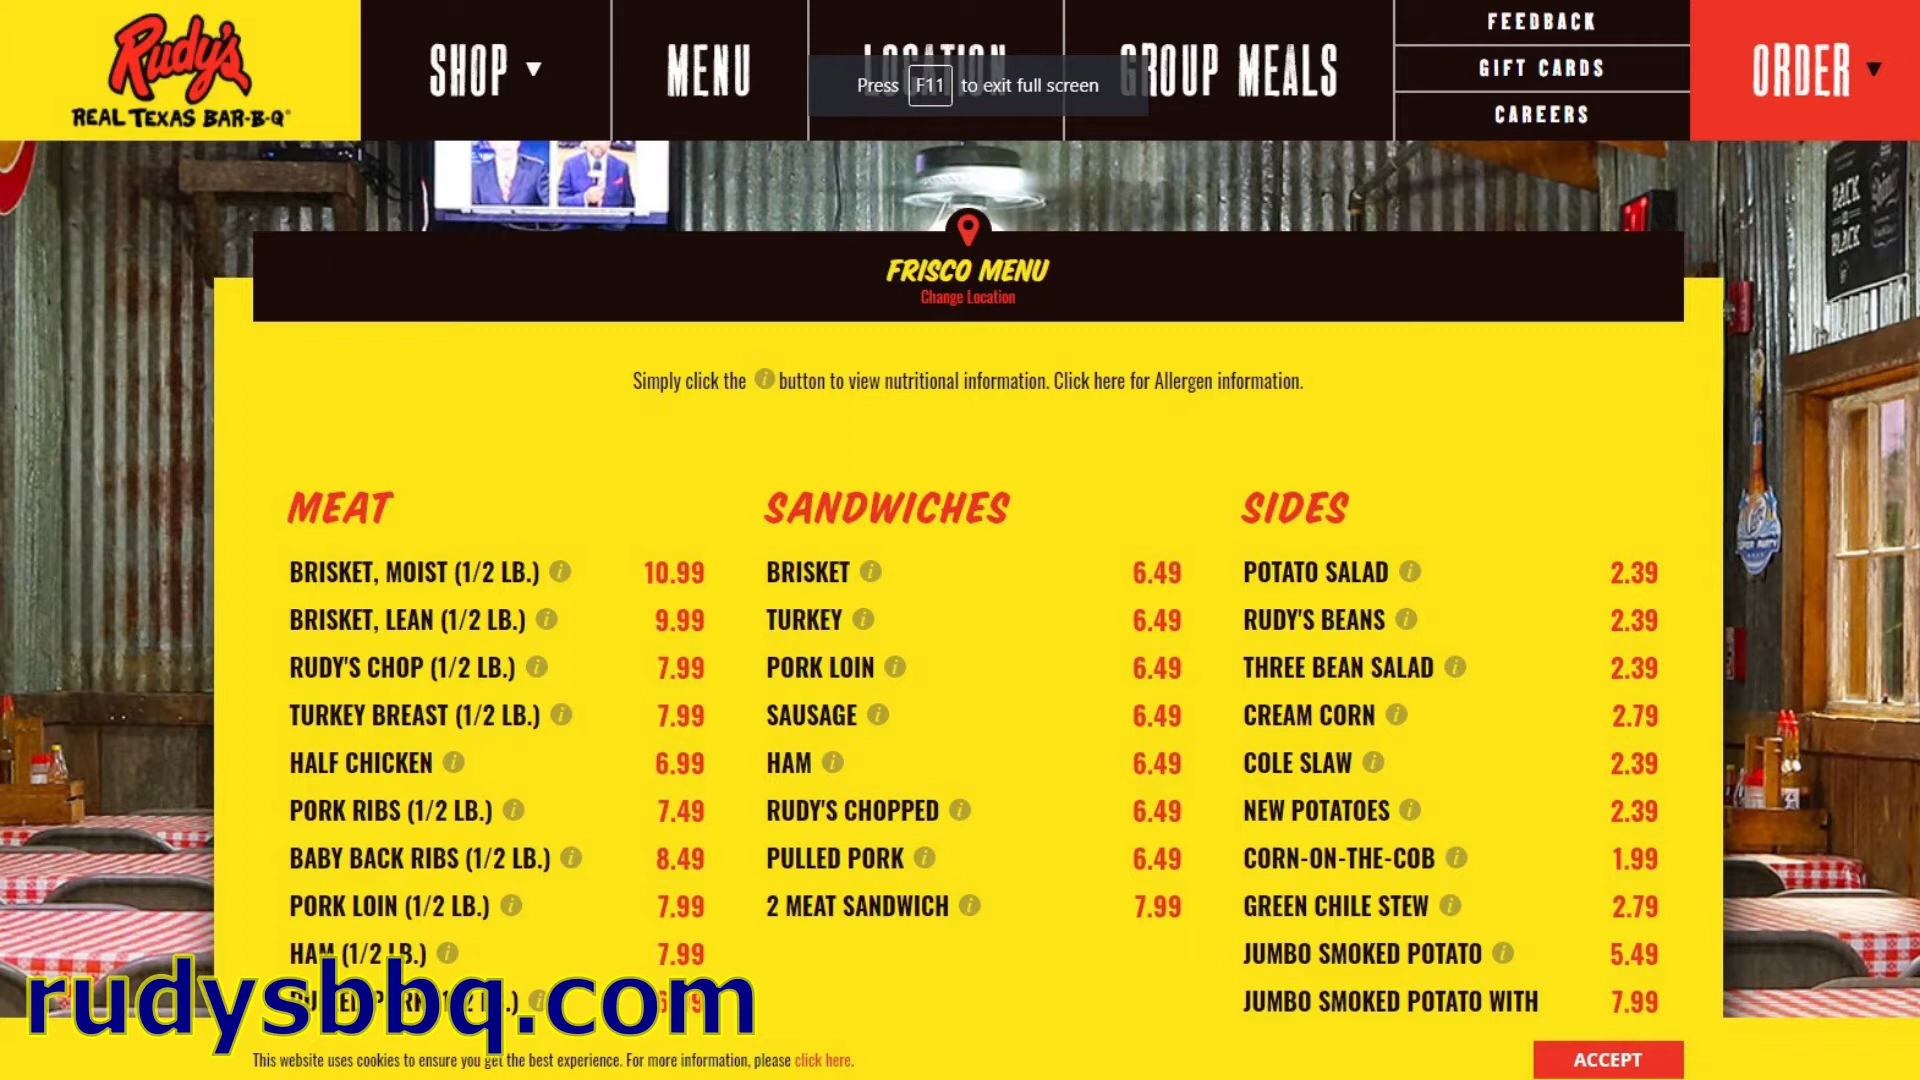 Rudy's
REAL TEXAS BAR-B-Q
SHOP ▼
MENU
LOCATION
GROUP MEALS
FEEDBACK
GIFT CARDS
CAREERS
ORDER ▼
Press F11 to exit full screen
BACK
BLACK
FRISCO MENU
Change Location
Simply click the i button to view nutritional information. Click here for Allergen information.
MEAT
BRISKET, MOIST (1/2 LB.) i 10.99
BRISKET, LEAN (1/2 LB.) i 9.99
RUDY'S CHOP (1/2 LB.) i 7.99
TURKEY BREAST (1/2 LB.) i 7.99
HALF CHICKEN i 6.99
PORK RIBS (1/2 LB.) i 7.49
BABY BACK RIBS (1/2 LB.) i 8.49
PORK LOIN (1/2 LB.) i 7.99
HAM (1/2 LB.) i 7.99
SANDWICHES
BRISKET i 6.49
TURKEY i 6.49
PORK LOIN i 6.49
SAUSAGE i 6.49
HAM i 6.49
RUDY'S CHOPPED i 6.49
PULLED PORK i 6.49
2 MEAT SANDWICH i 7.99
SIDES
POTATO SALAD i 2.39
RUDY'S BEANS i 2.39
THREE BEAN SALAD i 2.39
CREAM CORN i 2.79
COLE SLAW i 2.39
NEW POTATOES i 2.39
CORN-ON-THE-COB i 1.99
GREEN CHILE STEW i 2.79
JUMBO SMOKED POTATO i 5.49
JUMBO SMOKED POTATO WITH 7.99
rudysbbq.com
This website uses cookies to ensure you get the best experience. For more information, please click here.
ACCEPT